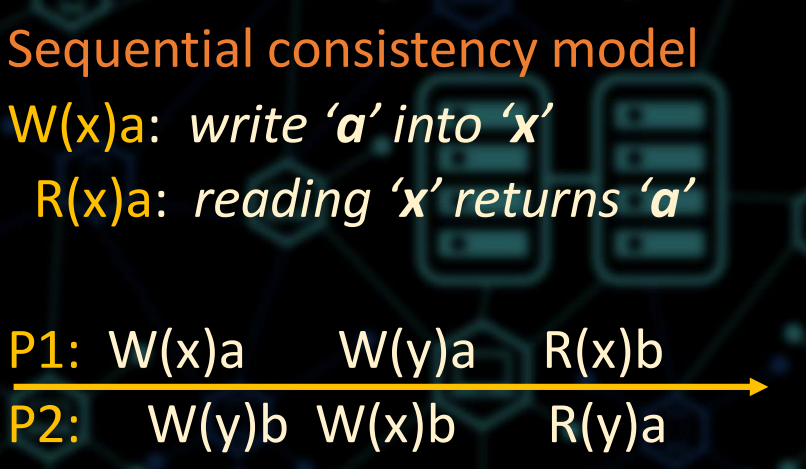 Sequential consistency model
W(x)a: write ‘a’ into ‘x’
R(x)a: reading ‘x’ returns ‘a’
P1: W(x)a W(y)a R(x)b
P2: W(y)b W(x)b R(y)a